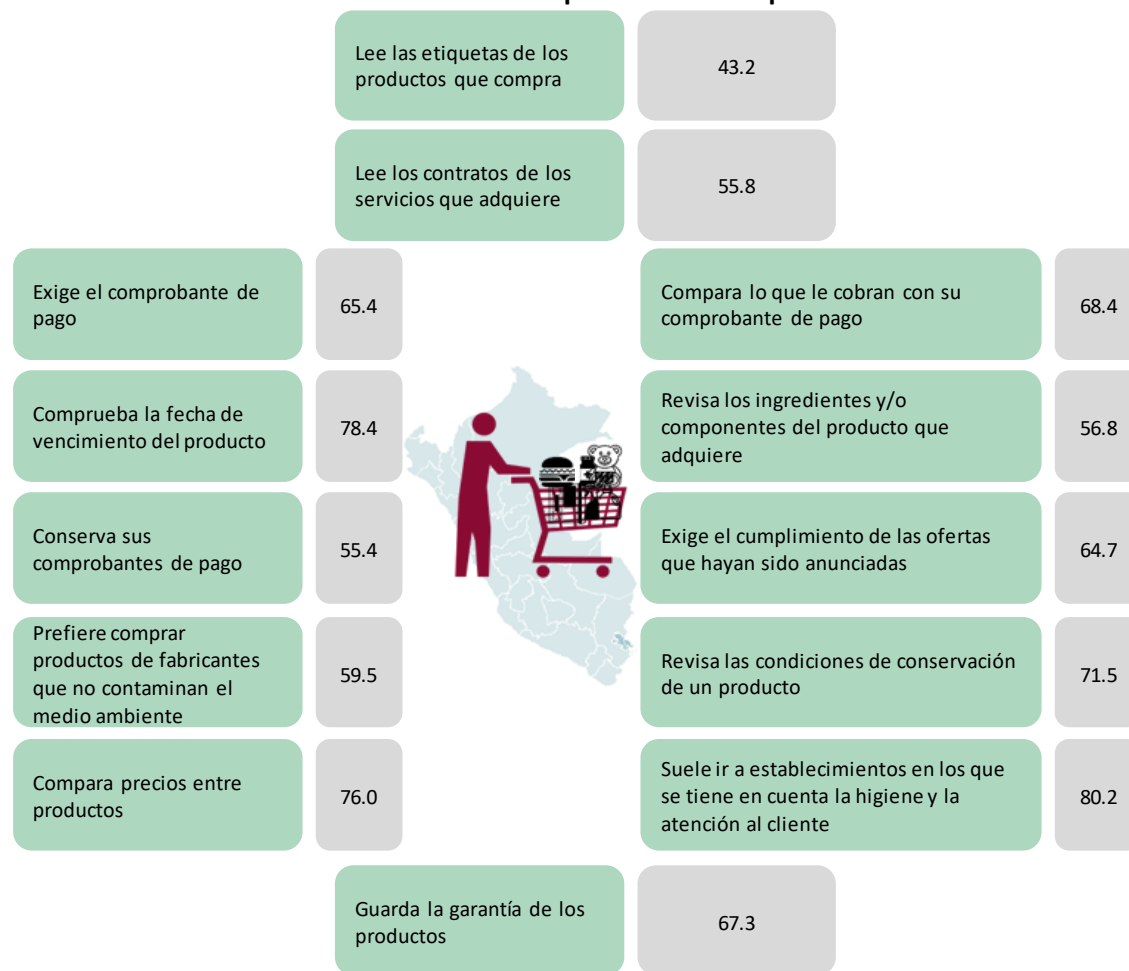 Lee las etiquetas de los
productos que compra
43.2
Lee los contratos de los
servicios que adquiere
55.8
Exige el comprobante de
pago
65.4
Compara lo que le cobran con su
comprobante de pago
68.4
Comprueba la fecha de
vencimiento del producto
78.4
Revisa los ingredientes y/o
componentes del producto que
adquiere
56.8
Conserva sus
comprobantes de pago
55.4
Exige el cumplimiento de las ofertas
que hayan sido anunciadas
64.7
Prefiere comprar
productos de fabricantes
que no contaminan el
medio ambiente
59.5
Revisa las condiciones de conservación
de un producto
71.5
Compara precios entre
productos
76.0
Suele ir a establecimientos en los que
se tiene en cuenta la higiene y la
atención al cliente
80.2
Guarda la garantía de los
productos
67.3